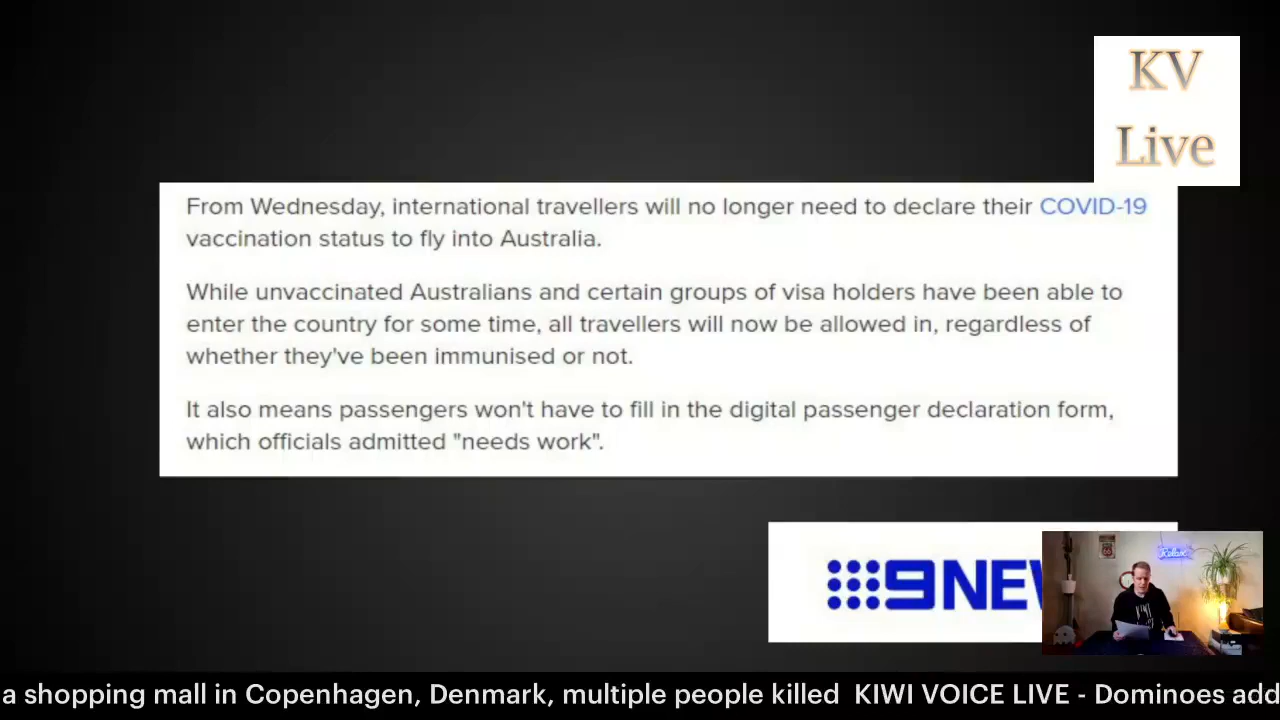 KV
Live
From Wednesday, international travellers will no longer need to declare their COVID-19
vaccination status to fly into Australia.
While unvaccinated Australians and certain groups of visa holders have been able to
enter the country for some time, all travellers will now be allowed in, regardless of
whether they've been immunised or not.
It also means passengers won't have to fill in the digital passenger declaration form,
which officials admitted "needs work".
9NEW
a shopping mall in Copenhagen, Denmark, multiple people killed KIWI VOICE LIVE - Dominoes add